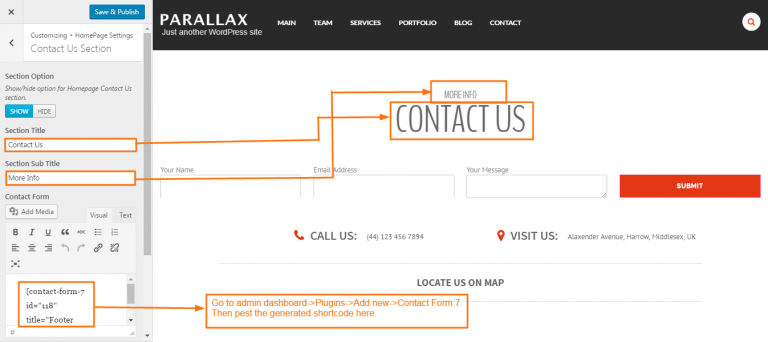 Save & Publish
Customizing • HomePage Settings
Contact Us Section
Section Option
Show/hide option for Homepage Contact Us
section.
SHOW HIDE
Section Title
Contact Us
Section Sub Title
More Info
Contact Form
Add Media
Visual Text
B I U ABC
[contact-form-7
id="118"
title="Footer
p
PARALLAX
Just another WordPress site
MAIN TEAM SERVICES PORTFOLIO BLOG CONTACT
MORE INFO
CONTACT US
Your Name Email Address Your Message
SUBMIT
CALL US: (44) 123 456 7894 VISIT US: Alaxender Avenue, Harrow, Middlesex, UK
LOCATE US ON MAP
Go to admin dashboard->Plugins->Add new->Contact Form 7
Then pest the generated shortcode here.